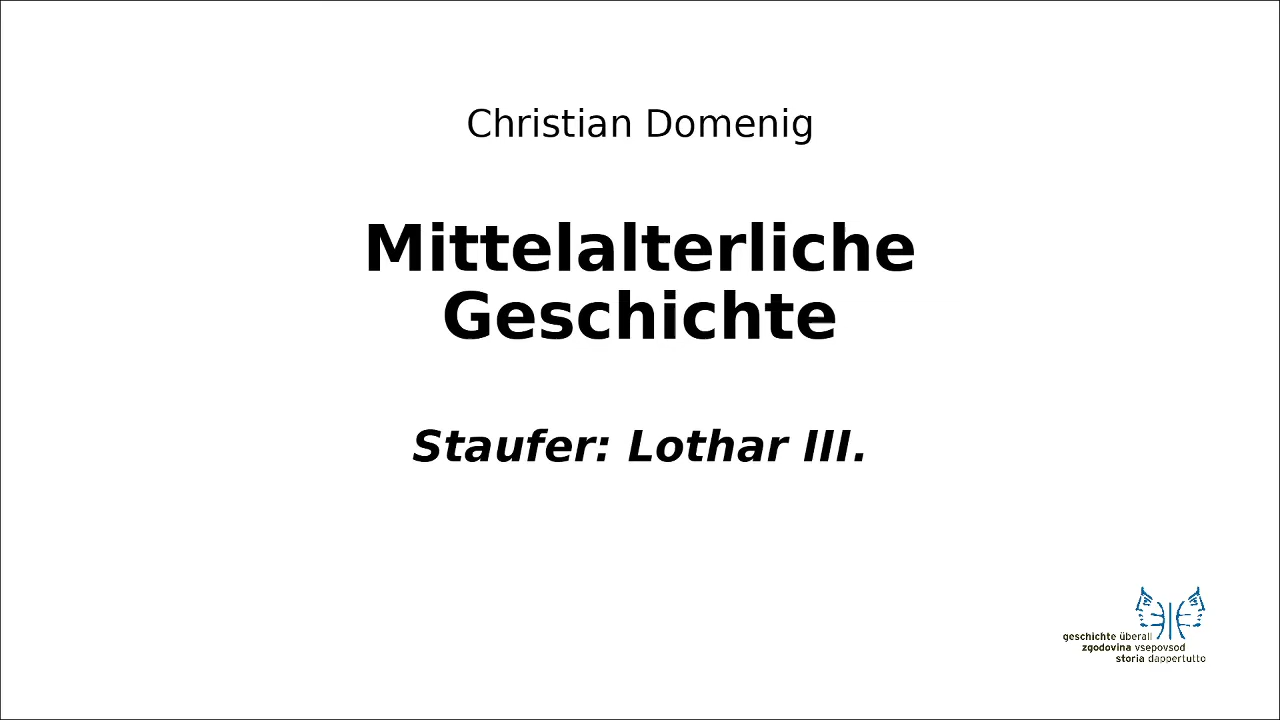 Christian Domenig
Mittelalterliche
Geschichte
Staufer: Lothar III.
geschichte überall
zgodovina vsepovsod
storia dappertutto